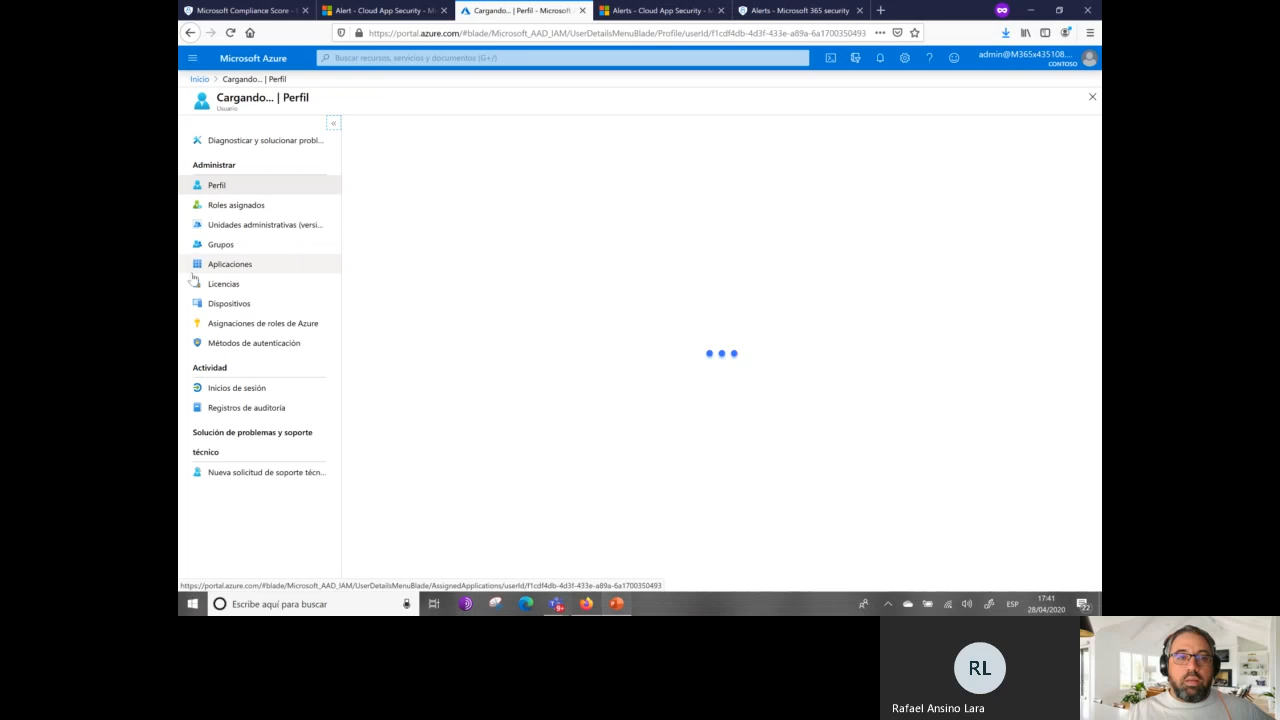 Microsoft Compliance Score -
Alert - Cloud App Security - Mi
Cargando... | Perfil - Microsoft
Alerts - Cloud App Security - M
Alerts - Microsoft 365 security
https://portal.azure.com/#blade/Microsoft_AAD_IAM/UserDetailsMenuBlade/Profile/userId/f1cdf4db-4d3f-433e-a89a-6a1700350493
Microsoft Azure
Buscar recursos, servicios y documentos (G+/)
admin@M365x435108...
CONTOSO
Inicio > Cargando... | Perfil
Cargando... | Perfil
Usuario
«
Diagnosticar y solucionar probl...
Administrar
Perfil
Roles asignados
Unidades administrativas (versi...
Grupos
Aplicaciones
Licencias
Dispositivos
Asignaciones de roles de Azure
Métodos de autenticación
Actividad
Inicios de sesión
Registros de auditoría
Solución de problemas y soporte
técnico
Nueva solicitud de soporte técn...
https://portal.azure.com/#blade/Microsoft_AAD_IAM/UserDetailsMenuBlade/AssignedApplications/userId/f1cdf4db-4d3f-433e-a89a-6a1700350493
Escribe aquí para buscar
9+
ESP
17:41
28/04/2020
22
RL
Rafael Ansino Lara